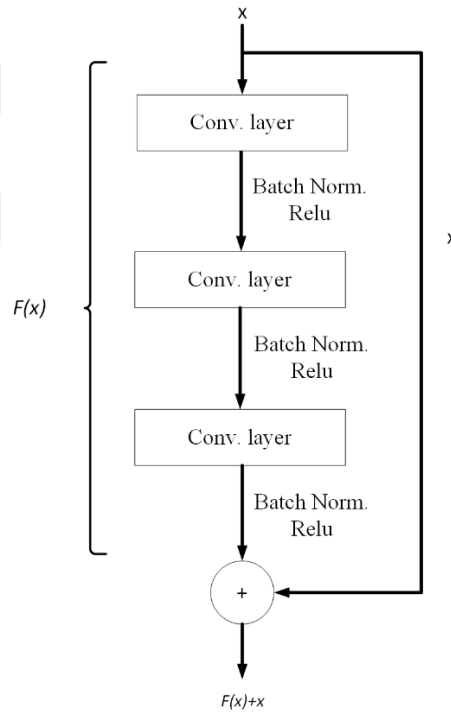 x
Conv. layer
Batch Norm.
Relu
x
Conv. layer
F(x)
Batch Norm.
Relu
Conv. layer
Batch Norm.
Relu
+
F(x)+x